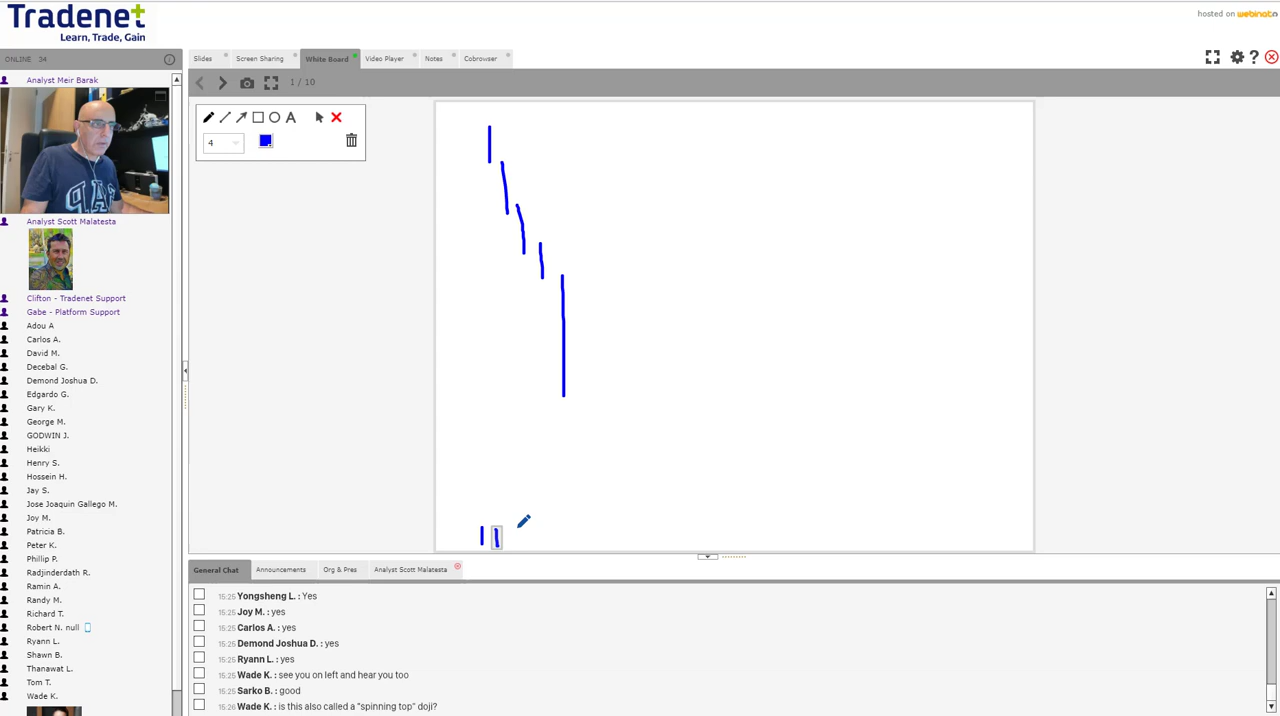 Tradenet
Learn, Trade, Gain
hosted on webinato
ONLINE 34
Slides
Screen Sharing
White Board
Video Player
Notes
Cobrowser
1 / 10
A
4
Analyst Meir Barak
Analyst Scott Malatesta
Clifton - Tradenet Support
Gabe - Platform Support
Adou A
Carlos A.
David M.
Decebal G.
Demond Joshua D.
Edgardo G.
Gary K.
George M.
GODWIN J.
Heikki
Henry S.
Hossein H.
Jay S.
Jose Joaquin Gallego M.
Joy M.
Patricia B.
Peter K.
Phillip P.
Radjinderdath R.
Ramin A.
Randy M.
Richard T.
Robert N. null
Ryann L.
Shawn B.
Thanawat L.
Tom T.
Wade K.
General Chat
Announcements
Org & Pres
Analyst Scott Malatesta
15:25 Yongsheng L. : Yes
15:25 Joy M. : yes
15:25 Carlos A. : yes
15:25 Demond Joshua D. : yes
15:25 Ryann L. : yes
15:25 Wade K. : see you on left and hear you too
15:25 Sarko B. : good
15:26 Wade K. : is this also called a "spinning top" doji?